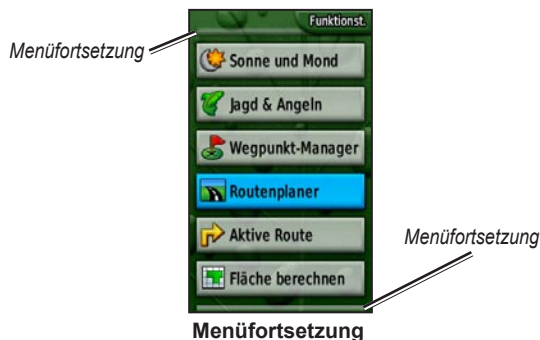 Funktionst.
Menüfortsetzung
Sonne und Mond
Jagd & Angeln
Wegpunkt-Manager
Routenplaner
Aktive Route
Menüfortsetzung
Fläche berechnen
Menüfortsetzung